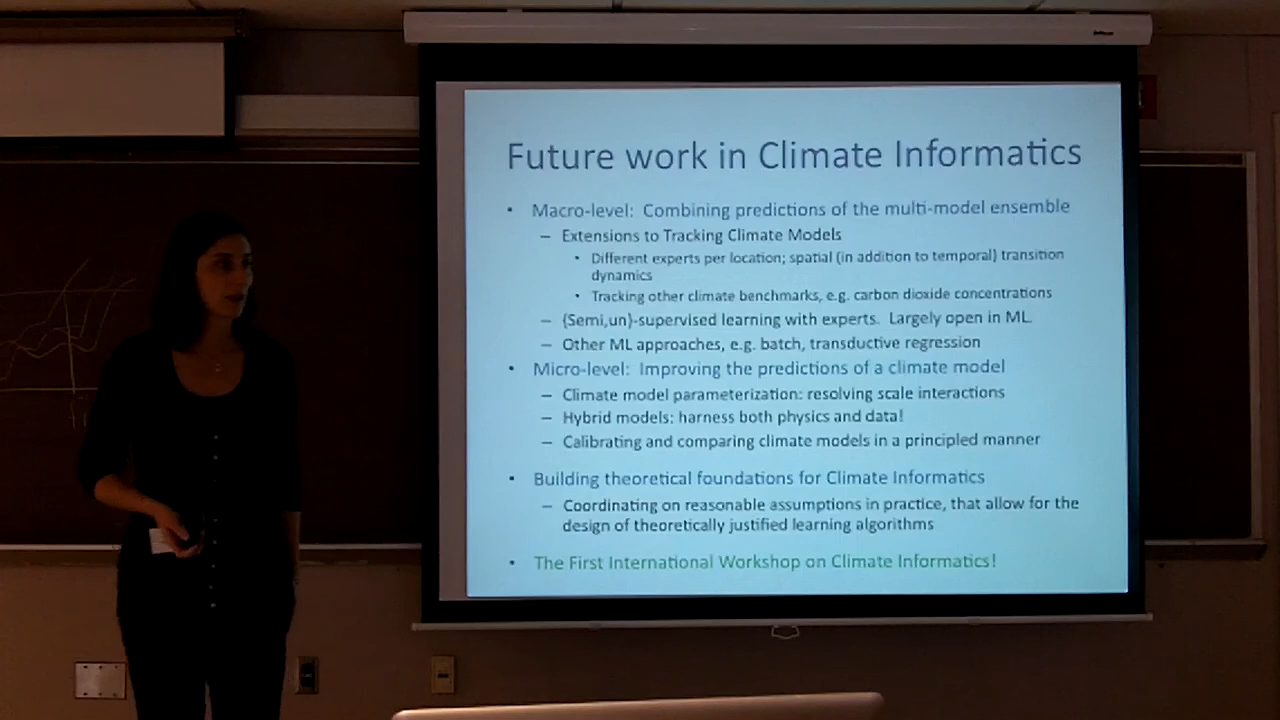 Future work in Climate Informatics
• Macro-level: Combining predictions of the multi-model ensemble
– Extensions to Tracking Climate Models
• Different experts per location; spatial (in addition to temporal) transition
dynamics
• Tracking other climate benchmarks, e.g. carbon dioxide concentrations
– {Semi,un}-supervised learning with experts. Largely open in ML.
– Other ML approaches, e.g. batch, transductive regression
• Micro-level: Improving the predictions of a climate model
– Climate model parameterization: resolving scale interactions
– Hybrid models: harness both physics and data!
– Calibrating and comparing climate models in a principled manner
• Building theoretical foundations for Climate Informatics
– Coordinating on reasonable assumptions in practice, that allow for the
design of theoretically justified learning algorithms
• The First International Workshop on Climate Informatics!